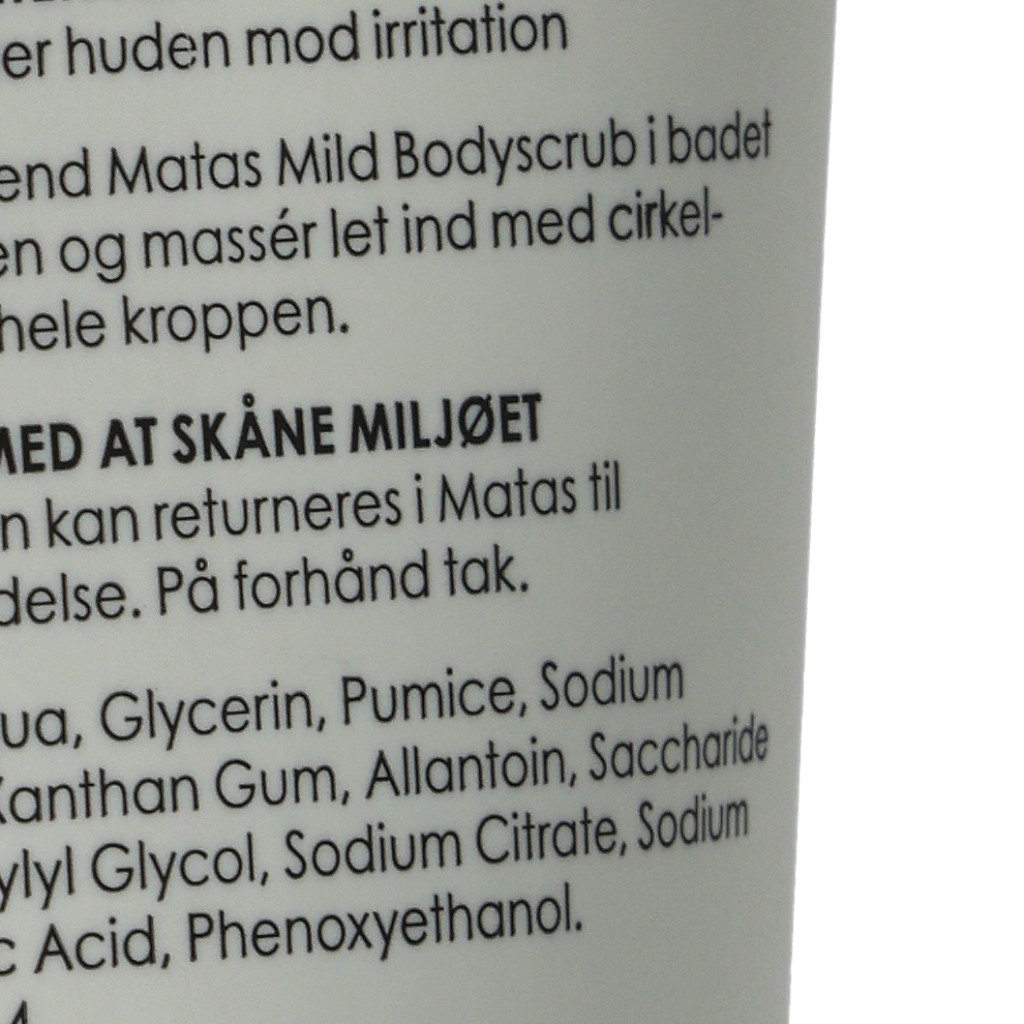 er huden mod irritation
end Matas Mild Bodyscrub i badet
en og massér let ind med cirkel-
hele kroppen.
MED AT SKÅNE MILJØET
n kan returneres i Matas til
delse. På forhånd tak.
ua, Glycerin, Pumice, Sodium
Xanthan Gum, Allantoin, Saccharide
ylyl Glycol, Sodium Citrate, Sodium
c Acid, Phenoxyethanol.